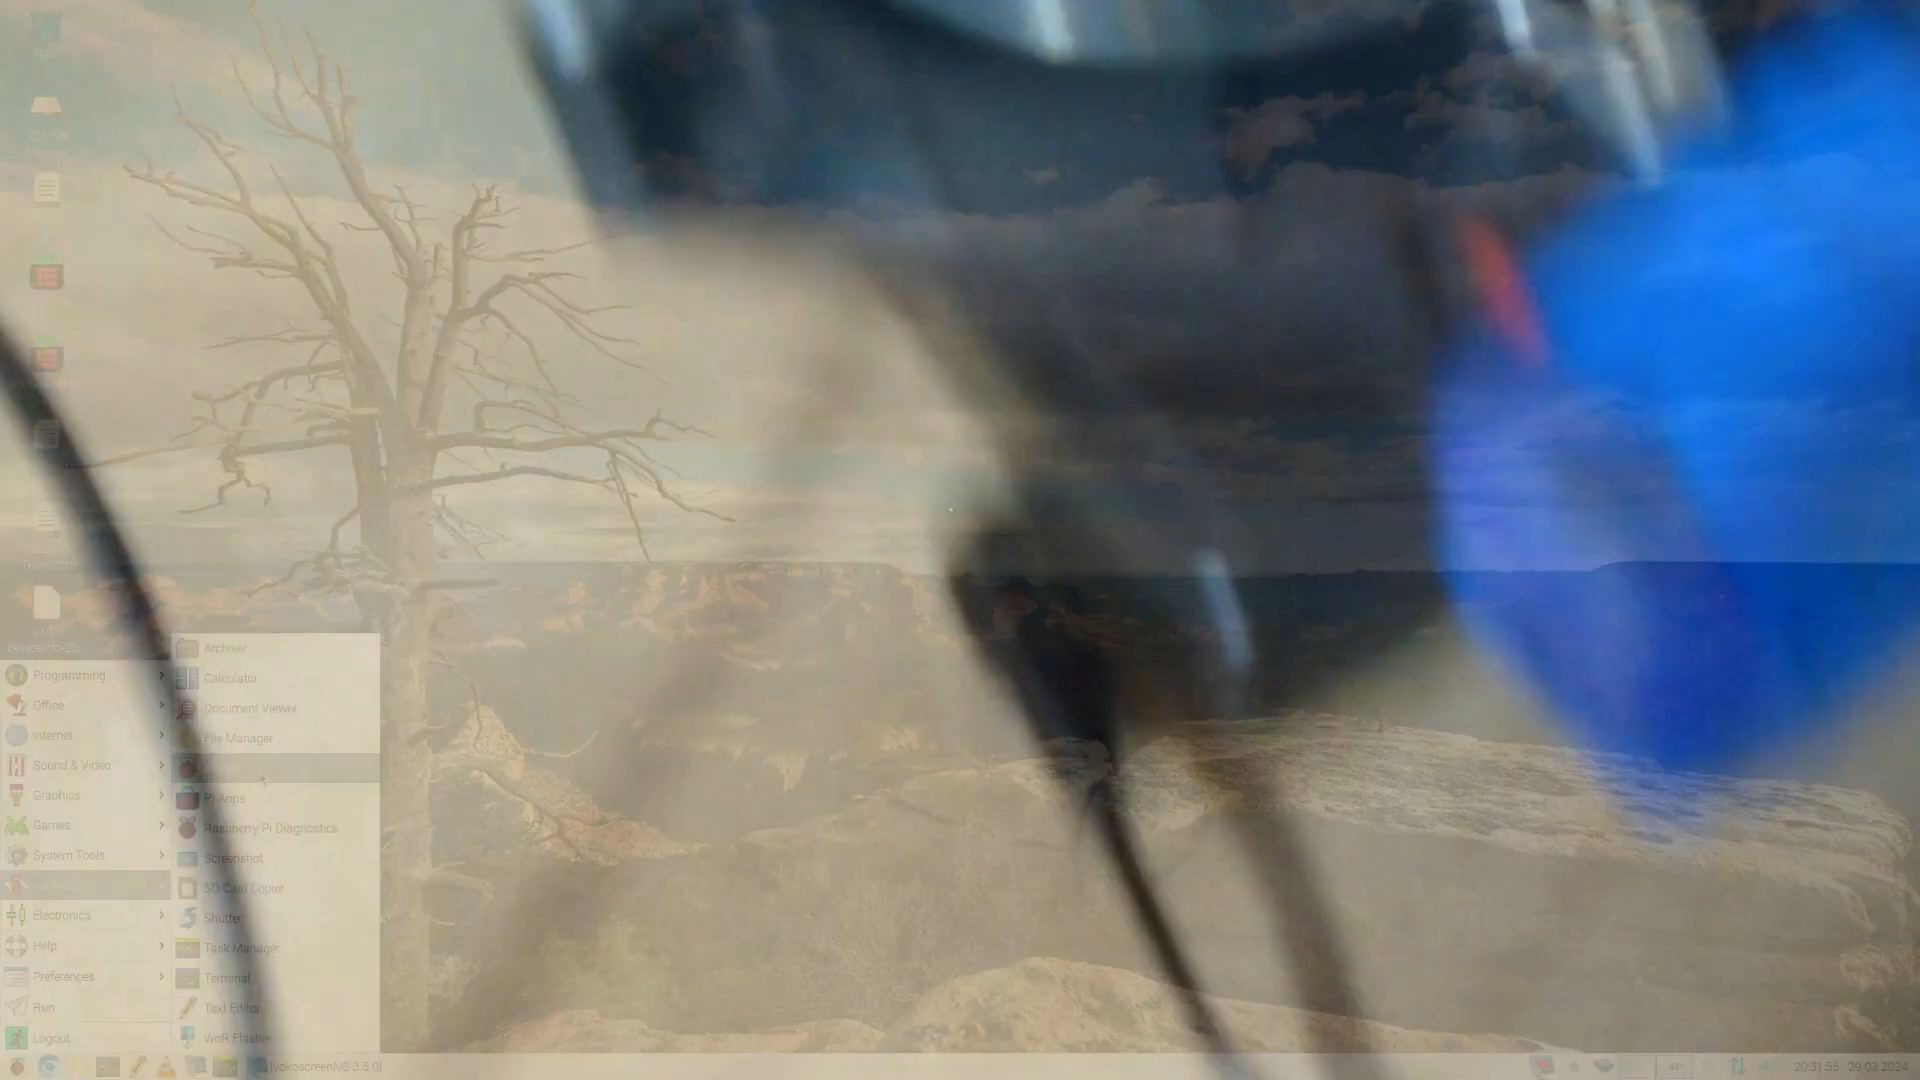 Programming
Office
Internet
Sound & Video
Graphics
Games
System Tools
Electronics
Help
Preferences
Run
Logout
Archiver
Calculator
Document Viewer
File Manager
Pi-Apps
Raspberry Pi Diagnostics
Screenshot
SD Card Copier
Shutter
Task Manager
Terminal
Text Editor
WoR Flasher
[vokoscreenNG 3.5.0]
20:31:55 29.03.2024